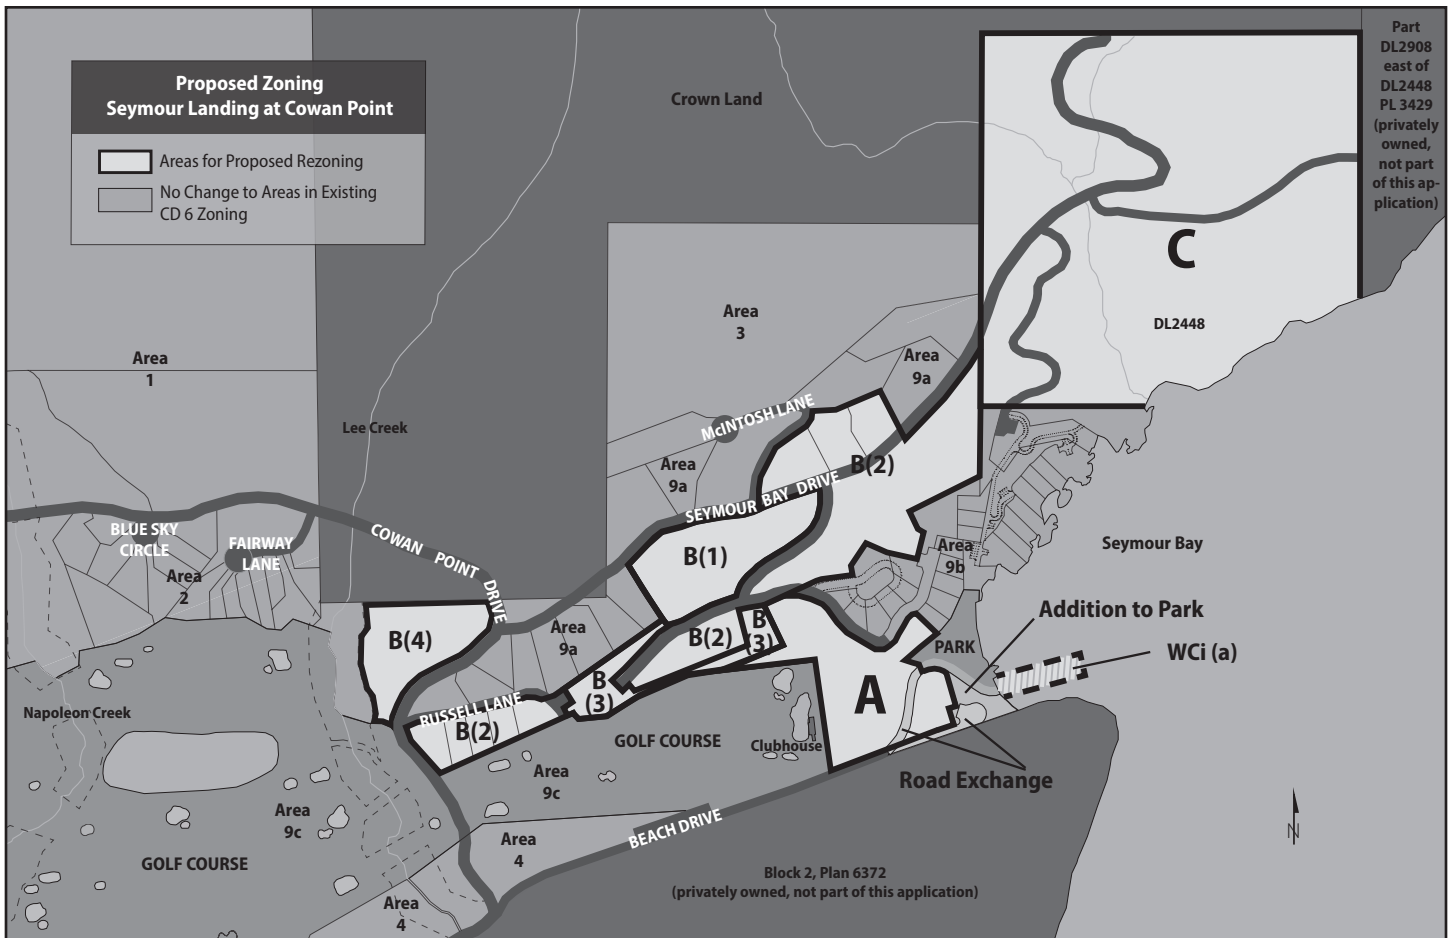 Proposed Zoning
Seymour Landing at Cowan Point
Areas for Proposed Rezoning
No Change to Areas in Existing
CD 6 Zoning
Crown Land
Part
DL2908
east of
DL2448
PL 3429
(privately
owned,
not part
of this ap-
plication)
C
DL2448
Area
1
Area
3
Area
9a
Lee Creek
McINTOSH LANE
Area
9a
B(2)
SEYMOUR BAY DRIVE
BLUE SKY
CIRCLE
FAIRWAY
LANE
Area
2
COWAN POINT DRIVE
B(1)
Area
9b
Seymour Bay
Addition to Park
B(4)
Area
9a
B(2)
B
(3)
PARK
WCi (a)
B
(3)
A
RUSSELL LANE
B(2)
Napoleon Creek
GOLF COURSE
Clubhouse
Road Exchange
Area
9c
Area
9c
BEACH DRIVE
N
Area
4
GOLF COURSE
Block 2, Plan 6372
(privately owned, not part of this application)
Area
4